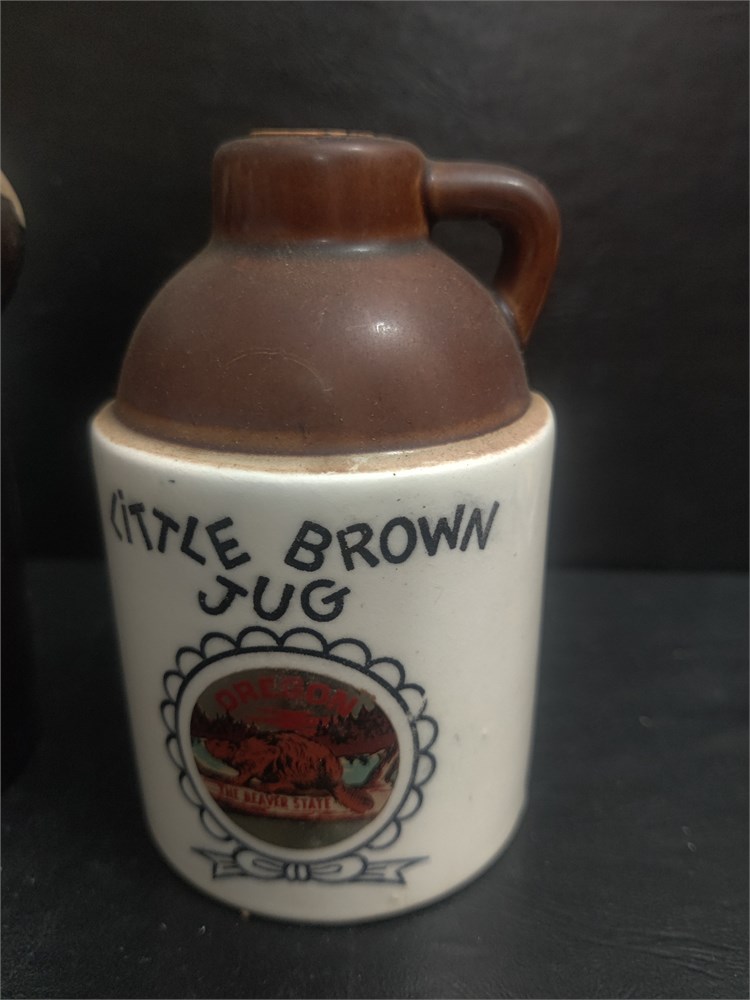 LiTTLE BROWN
JUG
OREGON
THE BEAVER STATE